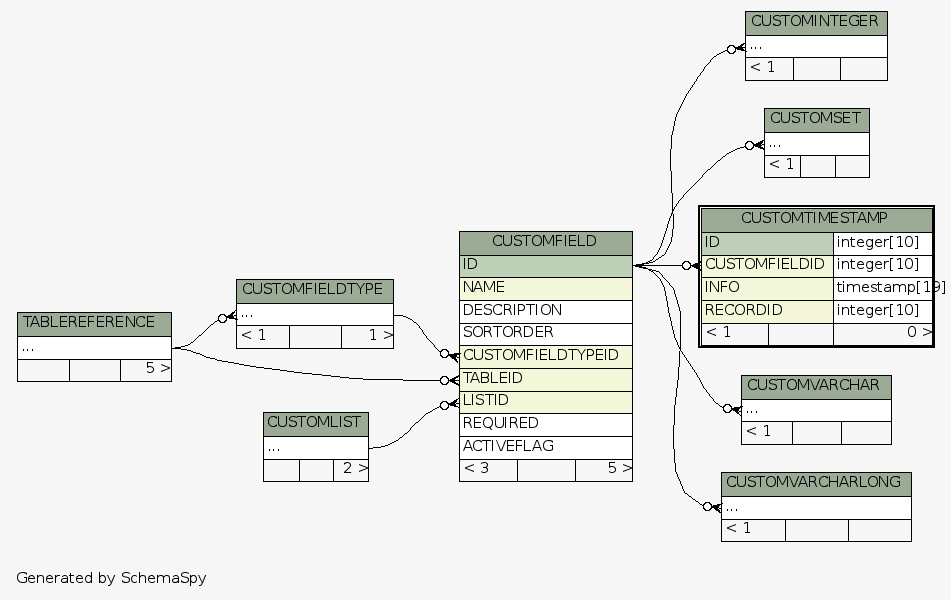 CUSTOMINTEGER
...
< 1
CUSTOMSET
...
< 1
CUSTOMTIMESTAMP
ID integer[10]
CUSTOMFIELDID integer[10]
INFO timestamp[19]
RECORDID integer[10]
< 1 0 >
CUSTOMFIELD
ID
NAME
DESCRIPTION
SORTORDER
CUSTOMFIELDTYPEID
TABLEID
LISTID
REQUIRED
ACTIVEFLAG
< 3 5 >
CUSTOMFIELDTYPE
...
< 1 1 >
TABLEREFERENCE
...
5 >
CUSTOMLIST
...
2 >
CUSTOMVARCHAR
...
< 1
CUSTOMVARCHARLONG
...
< 1
Generated by SchemaSpy